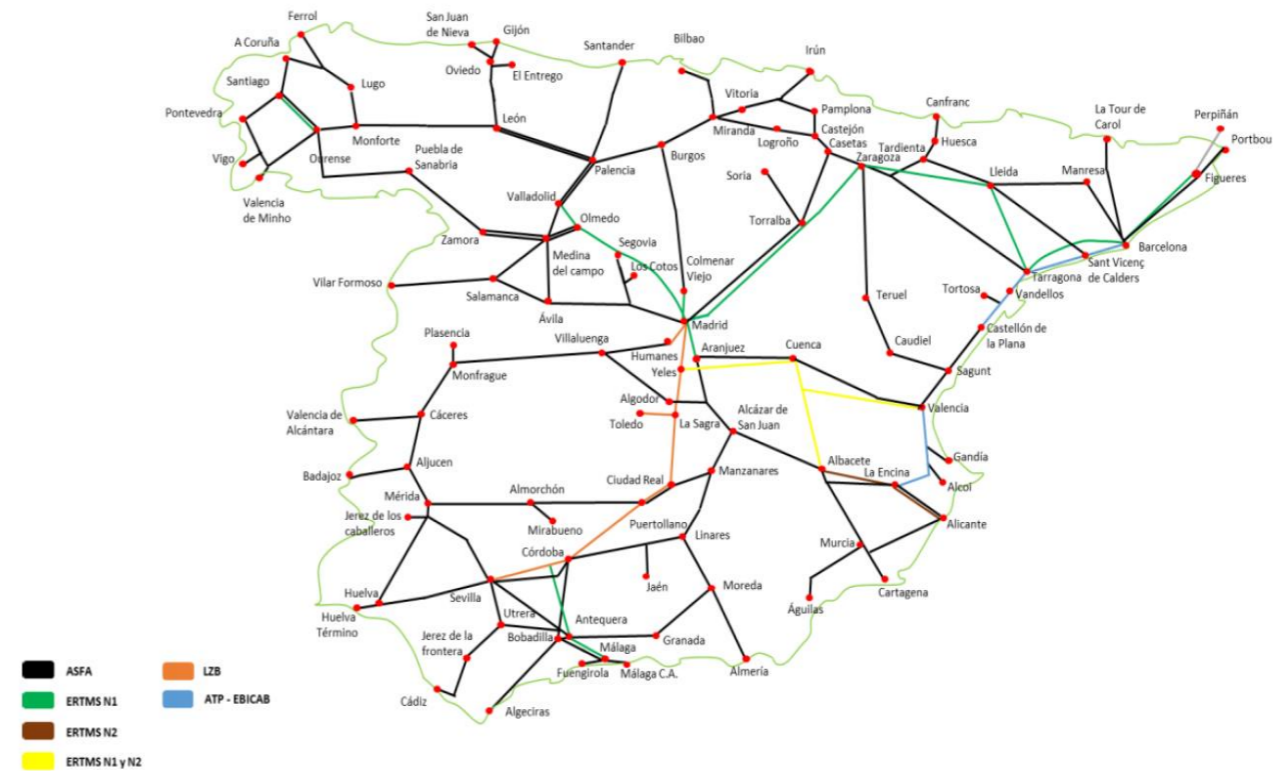 Ferrol
San Juan
de Nieva
Gijón
A Coruña
Santander
Bilbao
Irún
Oviedo
El Entrego
Santiago
Lugo
Vitoria
Pamplona
Canfranc
La Tour de
Carol
Perpiñán
Pontevedra
León
Miranda
Castejón
Portbou
Monforte
Logroño
Casetas
Huesca
Vigo
Ourense
Puebla de
Sanabria
Burgos
Zaragoza
Tardienta
Palencia
Soria
Lleida
Manresa
Figueres
Valencia
de Minho
Valladolid
Olmedo
Torralba
Zamora
Segovia
Barcelona
Medina
del campo
Los Cotos
Colmenar
Viejo
Sant Vicenç
de Calders
Vilar Formoso
Tarragona
Salamanca
Tortosa
Vandellos
Teruel
Ávila
Madrid
Castellón de
la Plana
Plasencia
Villaluenga
Humanes
Aranjuez
Cuenca
Caudiel
Monfrague
Yeles
Sagunt
Algodor
Valencia de
Alcántara
Cáceres
Toledo
La Sagra
Alcázar de
San Juan
Valencia
Aljucen
Gandía
Badajoz
Ciudad Real
Manzanares
Albacete
La Encina
Alcol
Mérida
Almorchón
Jerez de los
caballeros
Mirabueno
Puertollano
Linares
Alicante
Córdoba
Murcia
Jaén
Moreda
Cartagena
Huelva
Sevilla
Águilas
Huelva
Término
Utrera
Antequera
Jerez de la
frontera
Bobadilla
Málaga
Granada
Fuengirola
Málaga C.A.
Almería
Cádiz
Algeciras
ASFA
LZB
ERTMS N1
ATP - EBICAB
ERTMS N2
ERTMS N1 y N2